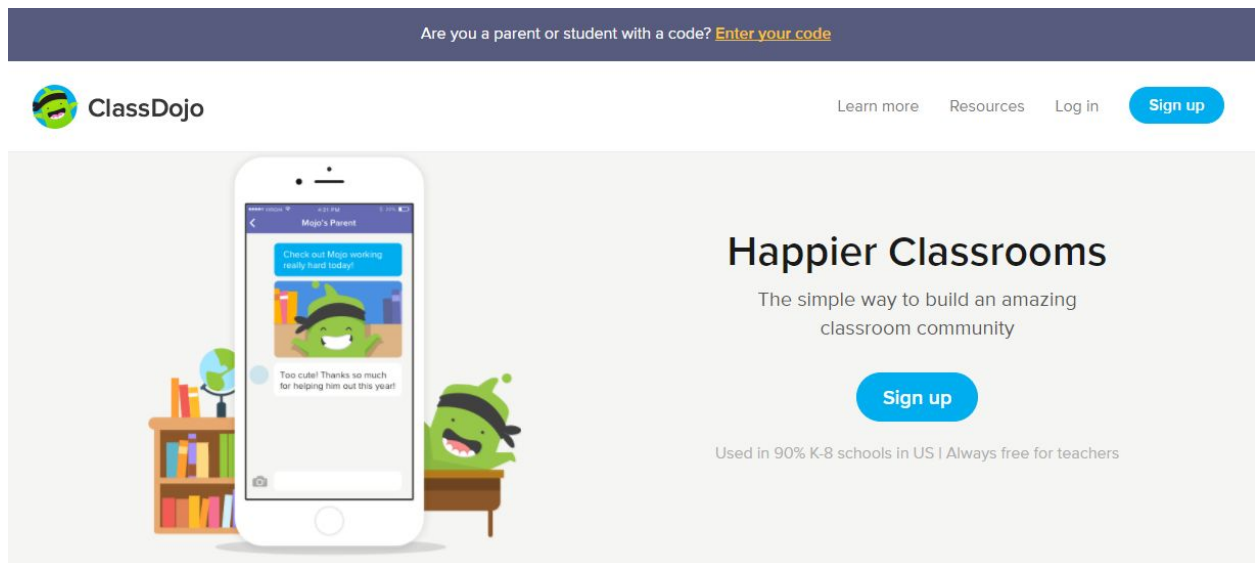 Are you a parent or student with a code? Enter your code
ClassDojo
Learn more Resources Log in Sign up
4:31 PM
Mojo's Parent
Check out Mojo working
really hard today!
Too cute! Thanks so much
for helping him out this year!
Happier Classrooms
The simple way to build an amazing
classroom community
Sign up
Used in 90% K-8 schools in US | Always free for teachers